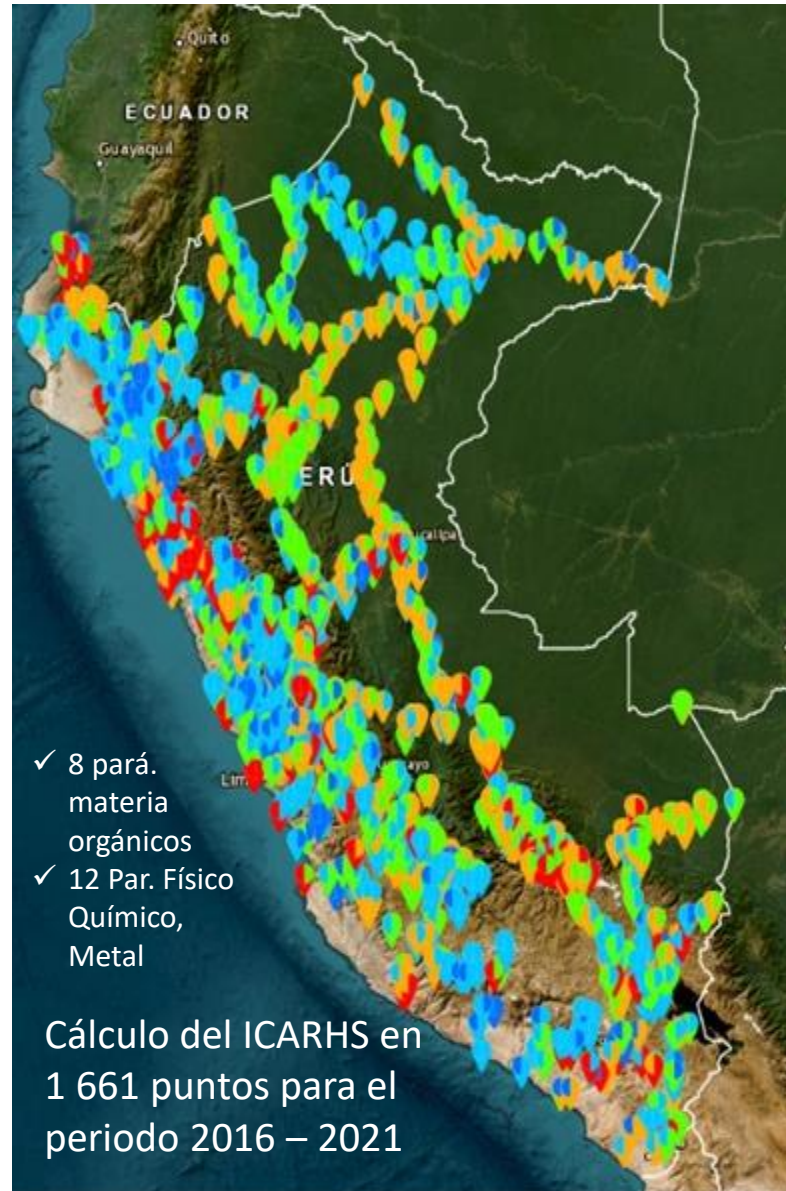 Quito
ECUADOR
Guayaquil
ERÚ
✓ 8 pará.
materia
orgánicos
✓ 12 Par. Físico
Químico,
Metal
Cálculo del ICARHS en
1 661 puntos para el
periodo 2016 – 2021